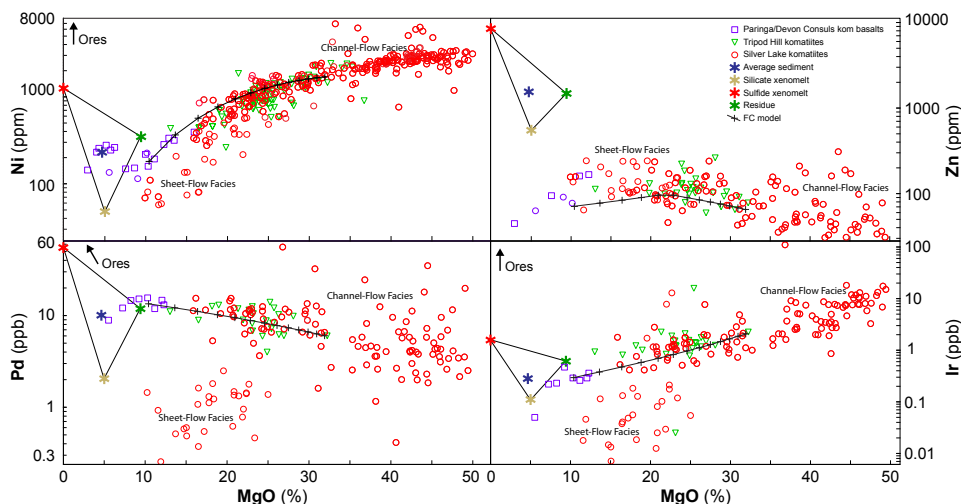 8000
1000
100
Ni (ppm)
Ores
Channel-Flow Facies
Sheet-Flow Facies
10000
1000
100
Zn (ppm)
Paringa/Devon Consuls kom basalts
Tripod Hill komatiites
Silver Lake komatiites
Average sediment
Silicate xenomelt
Sulfide xenomelt
Residue
FC model
Sheet-Flow Facies
Channel-Flow Facies
60
10
1
0.3
Pd (ppb)
Ores
Channel-Flow Facies
Sheet-Flow Facies
0 10 20 30 40 50
MgO (%)
100
10
1
0.1
0.01
Ir (ppb)
Ores
Channel-Flow Facies
Sheet-Flow Facies
0 10 20 30 40 50
MgO (%)